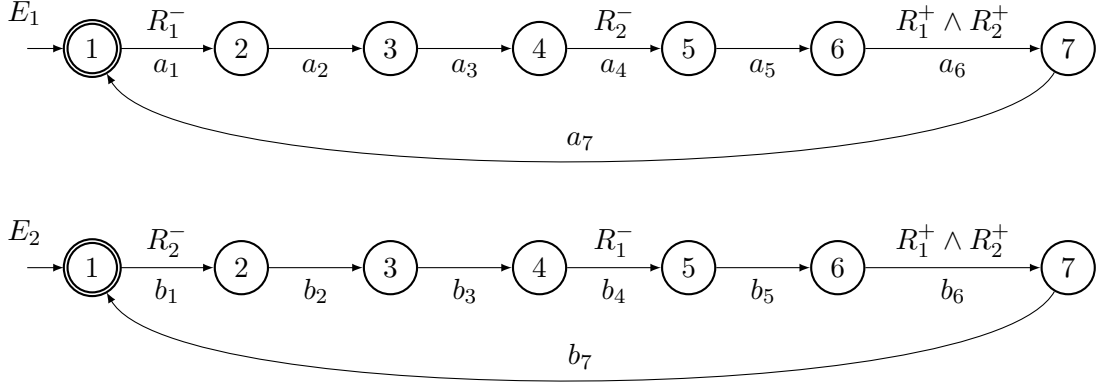 E₁ R₁⁻ R₂⁻ R₁⁺ ∧ R₂⁺
1 2 3 4 5 6 7
a₁ a₂ a₃ a₄ a₅ a₆
a₇
E₂ R₂⁻ R₁⁻ R₁⁺ ∧ R₂⁺
1 2 3 4 5 6 7
b₁ b₂ b₃ b₄ b₅ b₆
b₇